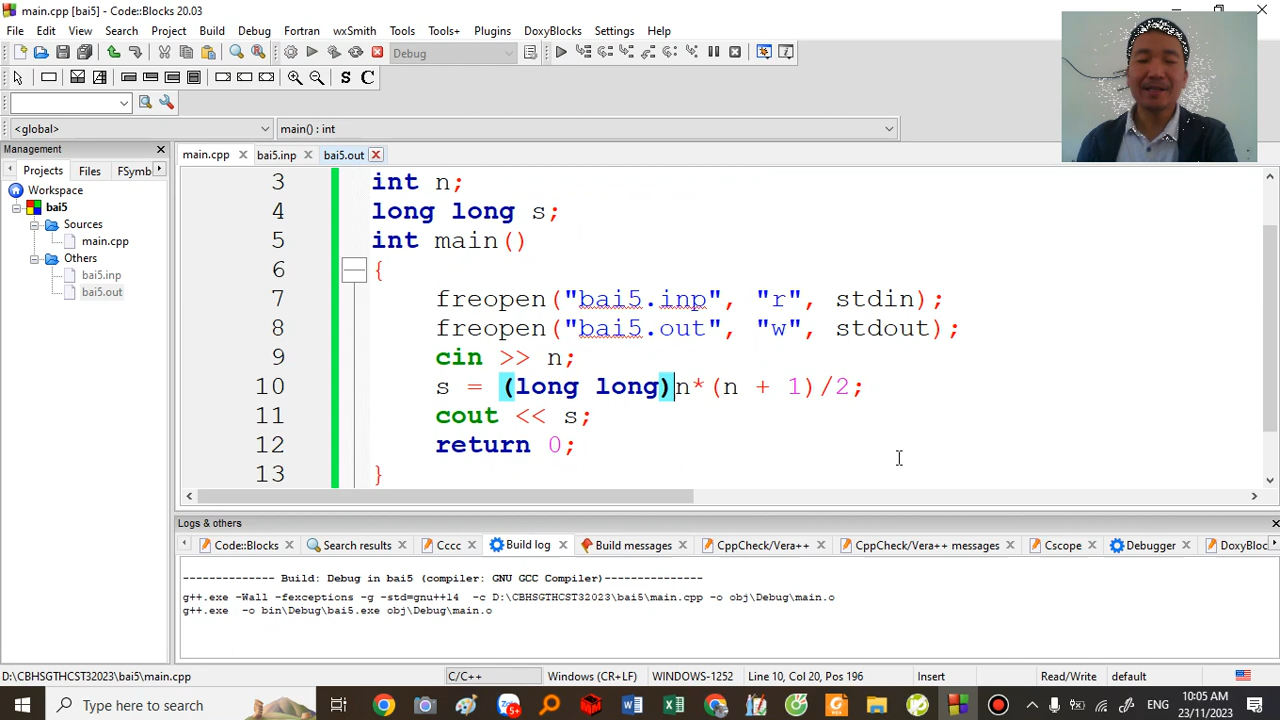 main.cpp [bai5] - Code::Blocks 20.03
File Edit View Search Project Build Debug Fortran wxSmith Tools Tools+ Plugins DoxyBlocks Settings Help
Debug
S C
<global> main() : int
Management
Projects Files FSymb
Workspace
bai5
Sources
main.cpp
Others
bai5.inp
bai5.out
main.cpp bai5.inp bai5.out
3 int n;
4 long long s;
5 int main()
6 {
7 freopen("bai5.inp", "r", stdin);
8 freopen("bai5.out", "w", stdout);
9 cin >> n;
10 s = (long long)n*(n + 1)/2;
11 cout << s;
12 return 0;
13 }
Logs & others
Code::Blocks Search results Cccc Build log Build messages CppCheck/Vera++ CppCheck/Vera++ messages Cscope Debugger DoxyBlo
-------------- Build: Debug in bai5 (compiler: GNU GCC Compiler)---------------
g++.exe -Wall -fexceptions -g -std=gnu++14 -c D:\CBHSGTHCST32023\bai5\main.cpp -o obj\Debug\main.o
g++.exe -o bin\Debug\bai5.exe obj\Debug\main.o
D:\CBHSGTHCST32023\bai5\main.cpp C/C++ Windows (CR+LF) WINDOWS-1252 Line 10, Col 20, Pos 196 Insert Read/Write default
Type here to search
5+
ENG
10:05 AM
23/11/2023